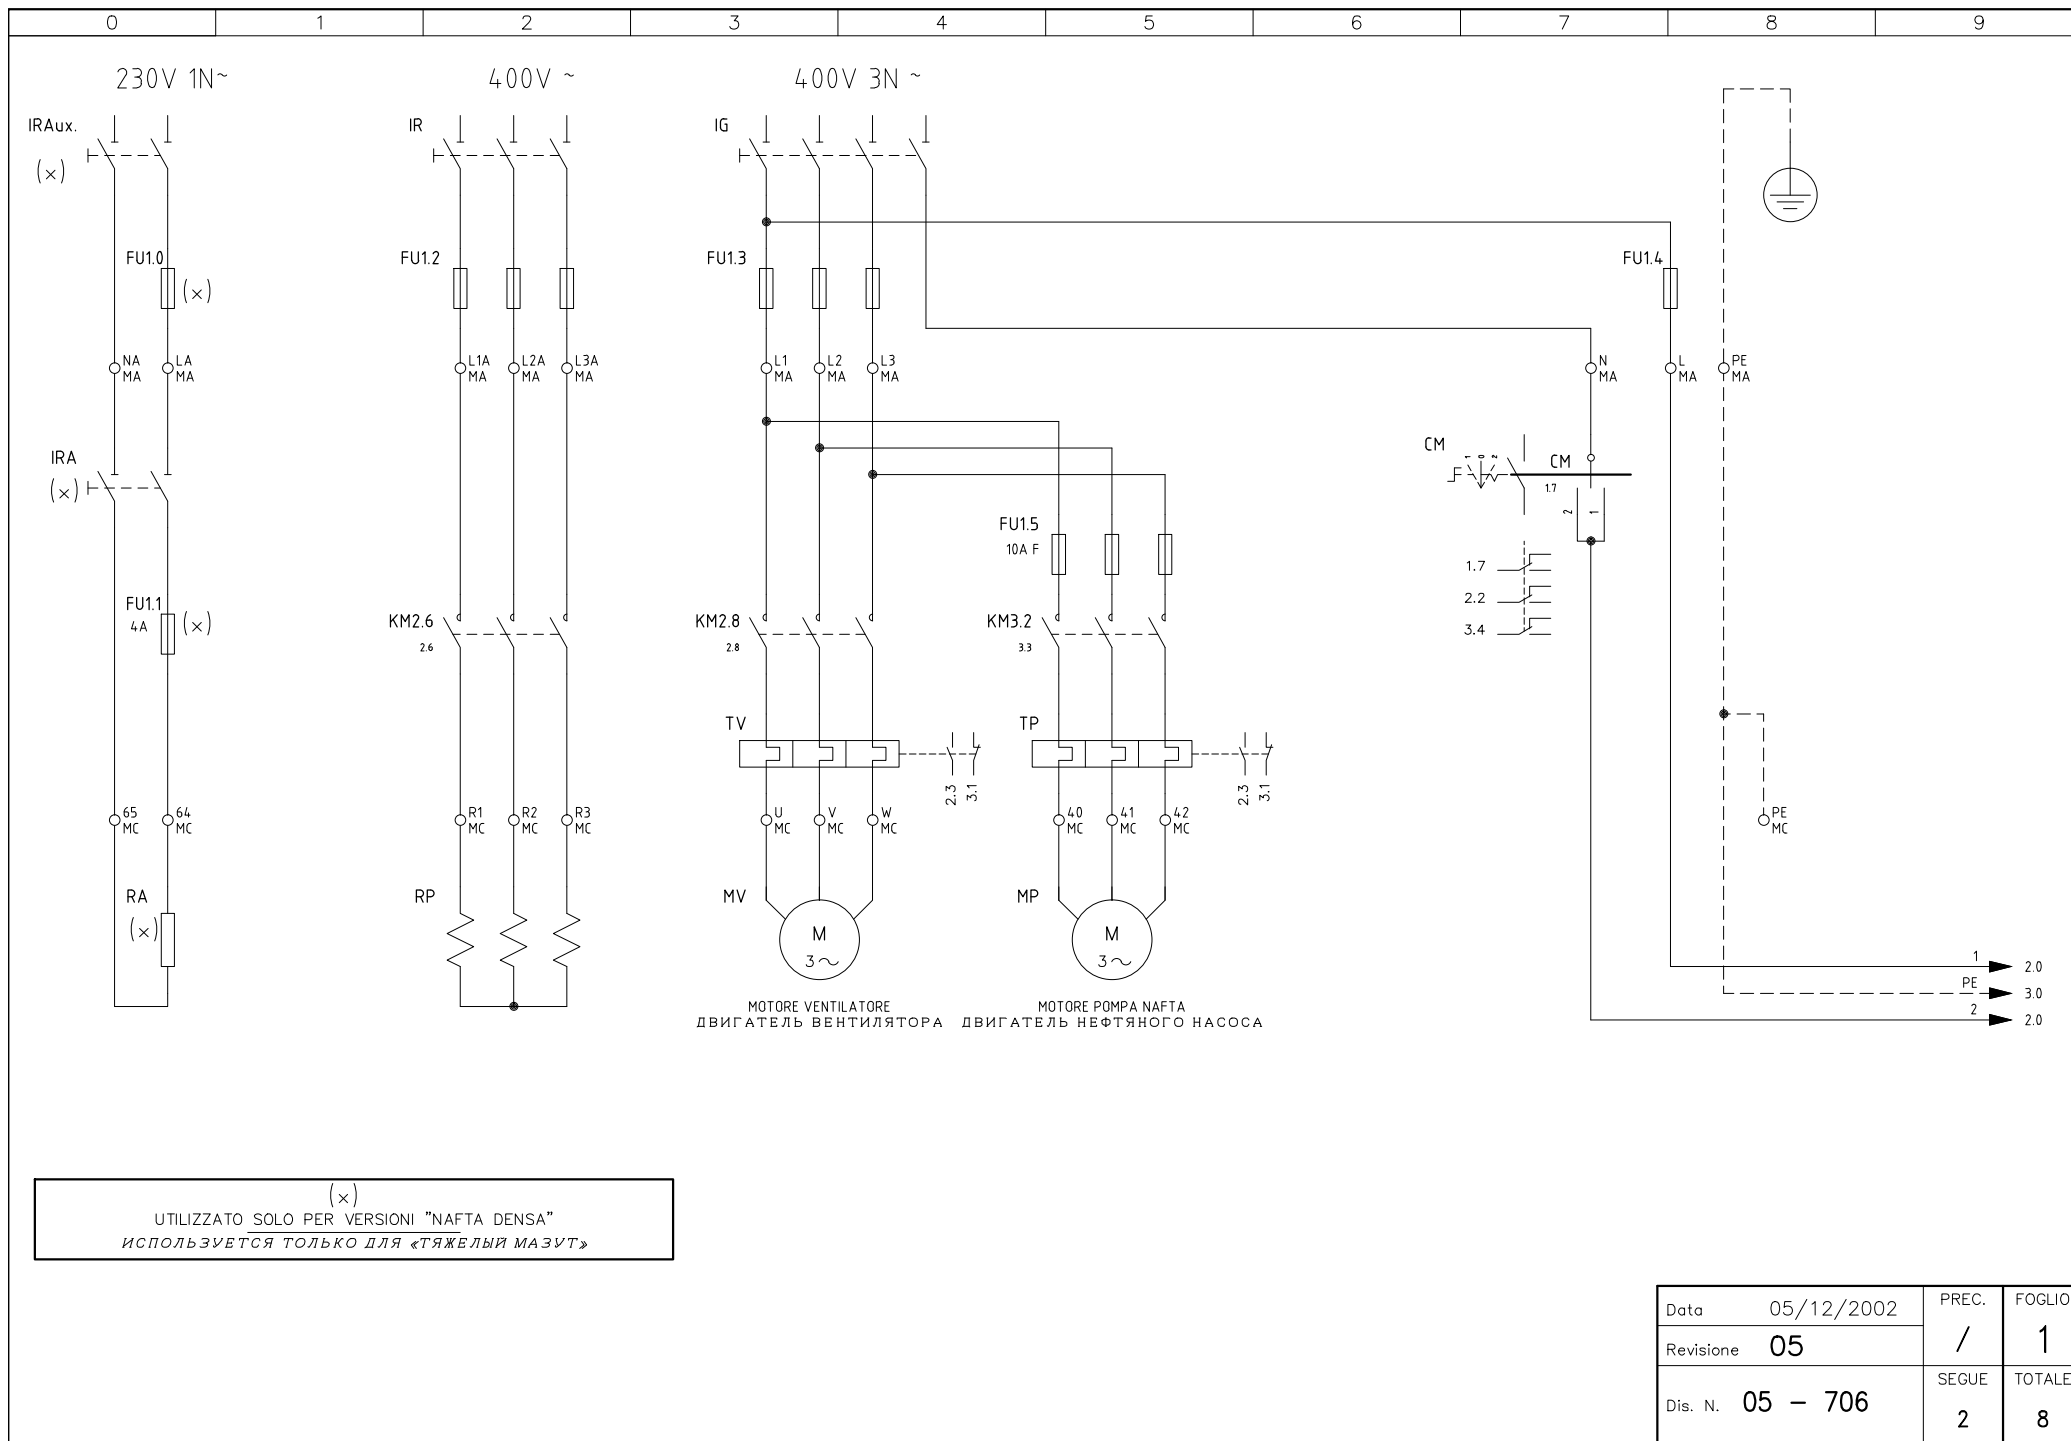 0 1 2 3 4 5 6 7 8 9
230V 1N~ 400V ~ 400V 3N ~
IRAux. IR IG
(x)
FU1.0 FU1.2 FU1.3 FU1.4
(x)
NA LA L1A L2A L3A L1 L2 L3 N L PE
MA MA MA MA MA MA MA MA MA MA MA
CM 1 0 2 CM
IRA
(x) 1.7
2 1
FU1.5
10A F
1.7
2.2
3.4
FU1.1
4A (x)
KM2.6 KM2.8 KM3.2
2.6 2.8 3.3
TV TP
2.3 3.1 2.3 3.1
65 64 R1 R2 R3 U V W 40 41 42 PE
MC MC MC MC MC MC MC MC MC MC MC MC
RA RP MV MP
(x) M M
3~ 3~
1 2.0
PE 3.0
2 2.0
MOTORE VENTILATORE MOTORE POMPA NAFTA
ДВИГАТЕЛЬ ВЕНТИЛЯТОРА ДВИГАТЕЛЬ НЕФТЯНОГО НАСОСА
(x)
UTILIZZATO SOLO PER VERSIONI "NAFTA DENSA"
ИСПОЛЬЗУЕТСЯ ТОЛЬКО ДЛЯ «ТЯЖЕЛЫЙ МАЗУТ»
Data 05/12/2002 PREC. FOGLIO
Revisione 05 / 1
SEGUE TOTALE
Dis. N. 05 - 706 2 8